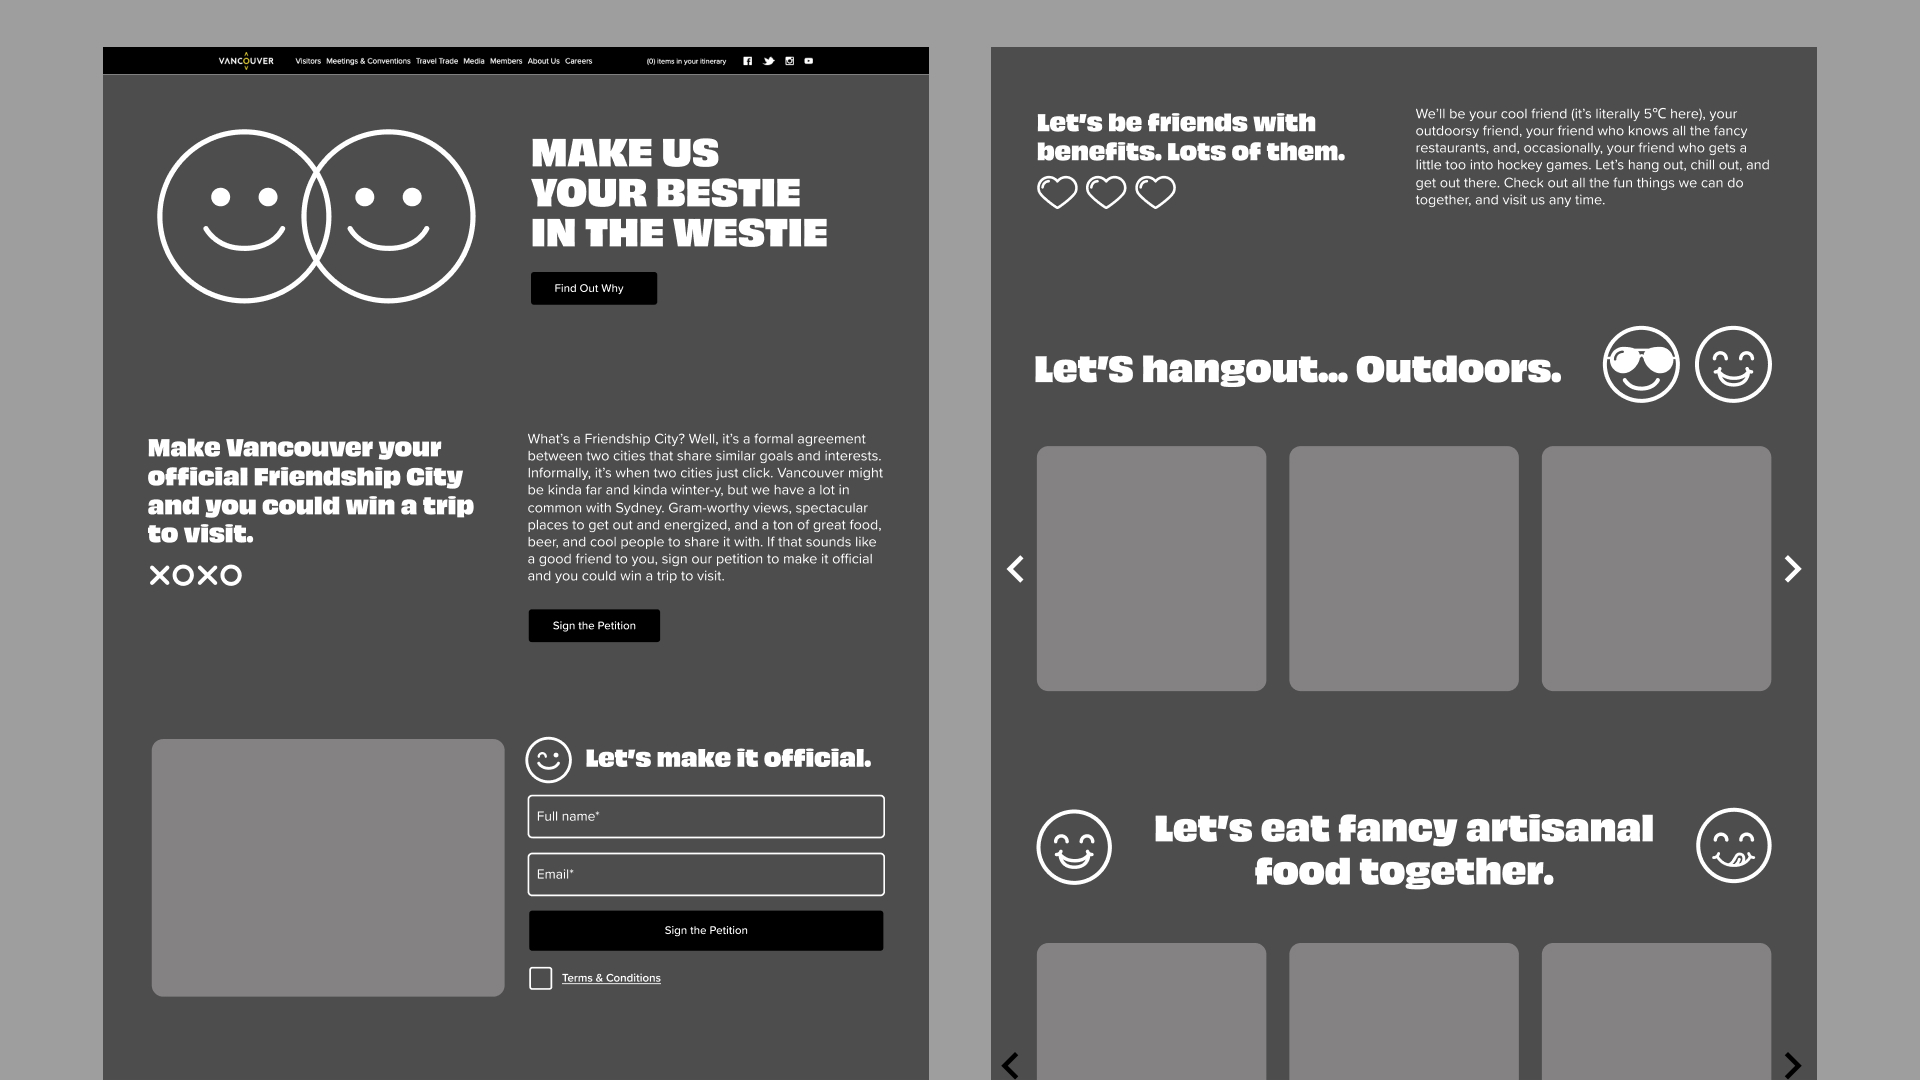 VANCOUVER Visitors Meetings & Conventions Travel Trade Media Members About Us Careers (0) items in your itinerary
MAKE US
YOUR BESTIE
IN THE WESTIE
Find Out Why
Make Vancouver your
official Friendship City
and you could win a trip
to visit.
XOXO
What’s a Friendship City? Well, it’s a formal agreement
between two cities that share similar goals and interests.
Informally, it’s when two cities just click. Vancouver might
be kinda far and kinda winter-y, but we have a lot in
common with Sydney. Gram-worthy views, spectacular
places to get out and energized, and a ton of great food,
beer, and cool people to share it with. If that sounds like
a good friend to you, sign our petition to make it official
and you could win a trip to visit.
Sign the Petition
Let’s make it official.
Full name*
Email*
Sign the Petition
Terms & Conditions
Let’s be friends with
benefits. Lots of them.
We’ll be your cool friend (it’s literally 5℃ here), your
outdoorsy friend, your friend who knows all the fancy
restaurants, and, occasionally, your friend who gets a
little too into hockey games. Let’s hang out, chill out, and
get out there. Check out all the fun things we can do
together, and visit us any time.
Let’S hangout... Outdoors.
Let’s eat fancy artisanal
food together.